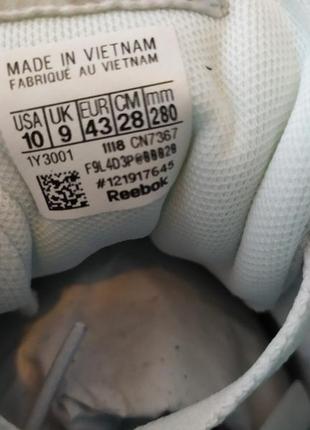 MADE IN VIETNAM
FABRIQUÉ AU VIETNAM
USA UK EUR CM mm
10 9 43 28 280
1Y3001 1118 CN7367
#121917645
Reebok